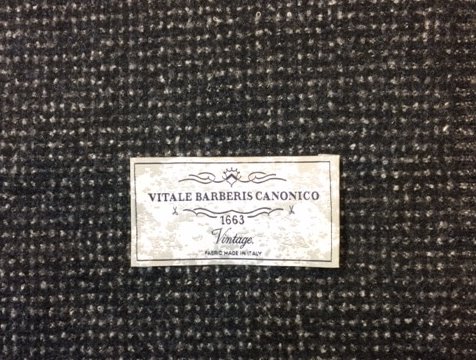 VITALE BARBERIS CANONICO
1663
Vintage.
FABRIC MADE IN ITALY